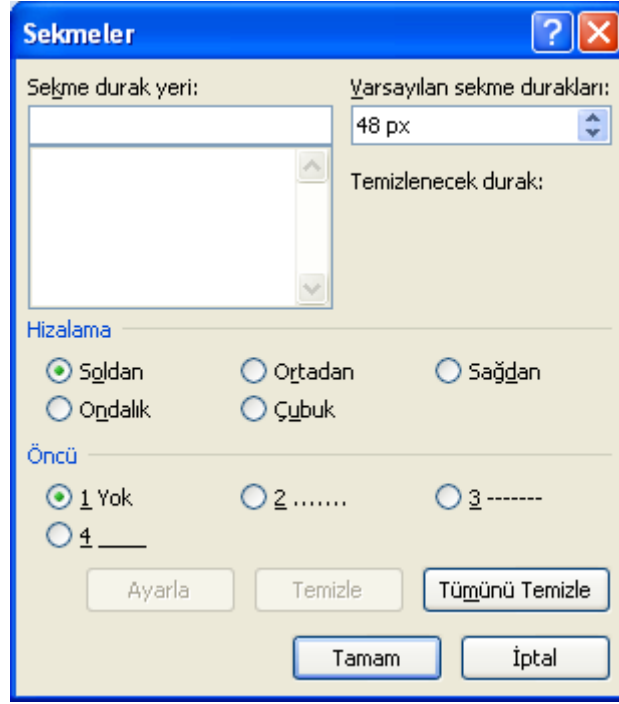 Sekmeler
Sekme durak yeri: Varsayılan sekme durakları:
48 px
Temizlenecek durak:
Hizalama
Soldan Ortadan Sağdan
Ondalık Çubuk
Öncü
1 Yok 2 ....... 3 -------
4 ____
Ayarla Temizle Tümünü Temizle
Tamam İptal